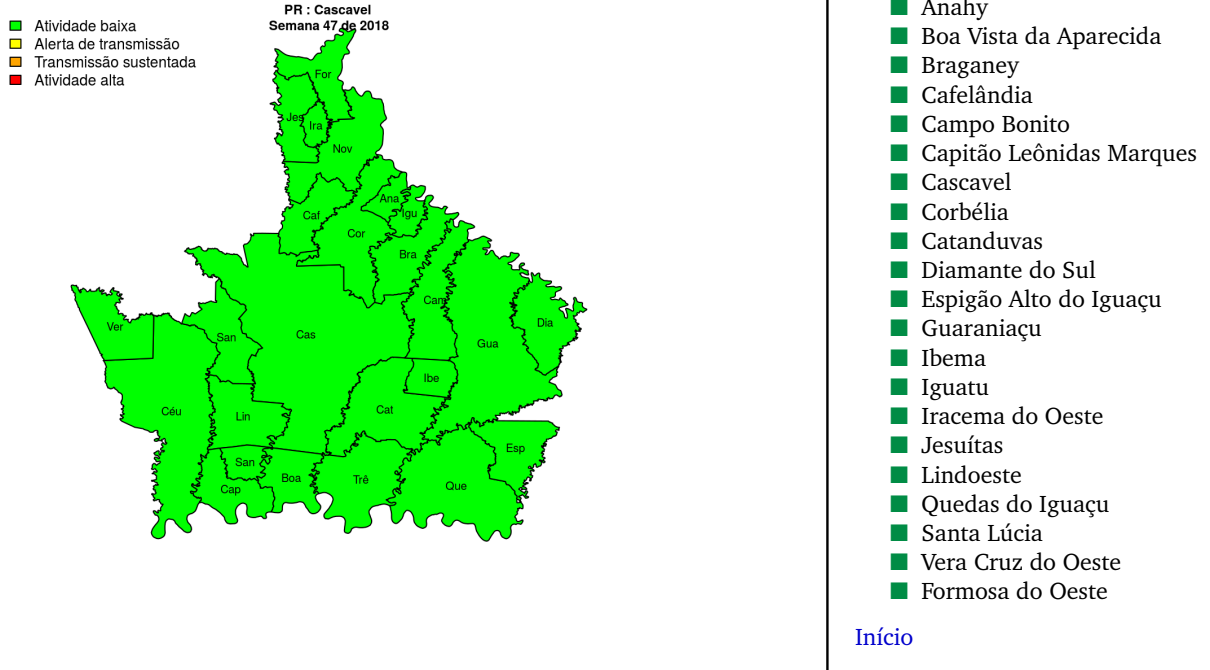 PR : Cascavel
Semana 47 de 2018
Atividade baixa
Alerta de transmissão
Transmissão sustentada
Atividade alta
For
Jes
Ira
Nov
Ana
Igu
Caf
Cor
Bra
Cam
Ver
San
Cas
Gua
Dia
Ibe
Céu
Lin
Cat
San
Cap
Boa
Trê
Que
Esp
Anahy
Boa Vista da Aparecida
Braganey
Cafelândia
Campo Bonito
Capitão Leônidas Marques
Cascavel
Corbélia
Catanduvas
Diamante do Sul
Espigão Alto do Iguaçu
Guaraniaçu
Ibema
Iguatu
Iracema do Oeste
Jesuítas
Lindoeste
Quedas do Iguaçu
Santa Lúcia
Vera Cruz do Oeste
Formosa do Oeste
Início